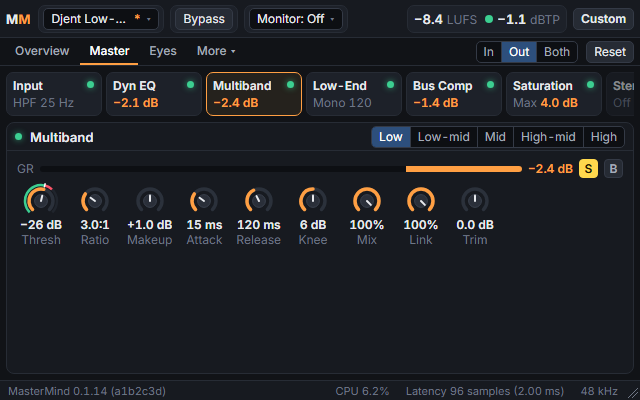 MM Djent Low-... * Bypass Monitor: Off −8.4 LUFS −1.1 dBTP Custom
Overview Master Eyes More In Out Both Reset
Input Dyn EQ Multiband Low-End Bus Comp Saturation Ster
HPF 25 Hz −2.1 dB −2.4 dB Mono 120 −1.4 dB Max 4.0 dB Off
Multiband Low Low-mid Mid High-mid High
GR −2.4 dB S B
−26 dB 3.0:1 +1.0 dB 15 ms 120 ms 6 dB 100% 100% 0.0 dB
Thresh Ratio Makeup Attack Release Knee Mix Link Trim
MasterMind 0.1.14 (a1b2c3d) CPU 6.2% Latency 96 samples (2.00 ms) 48 kHz